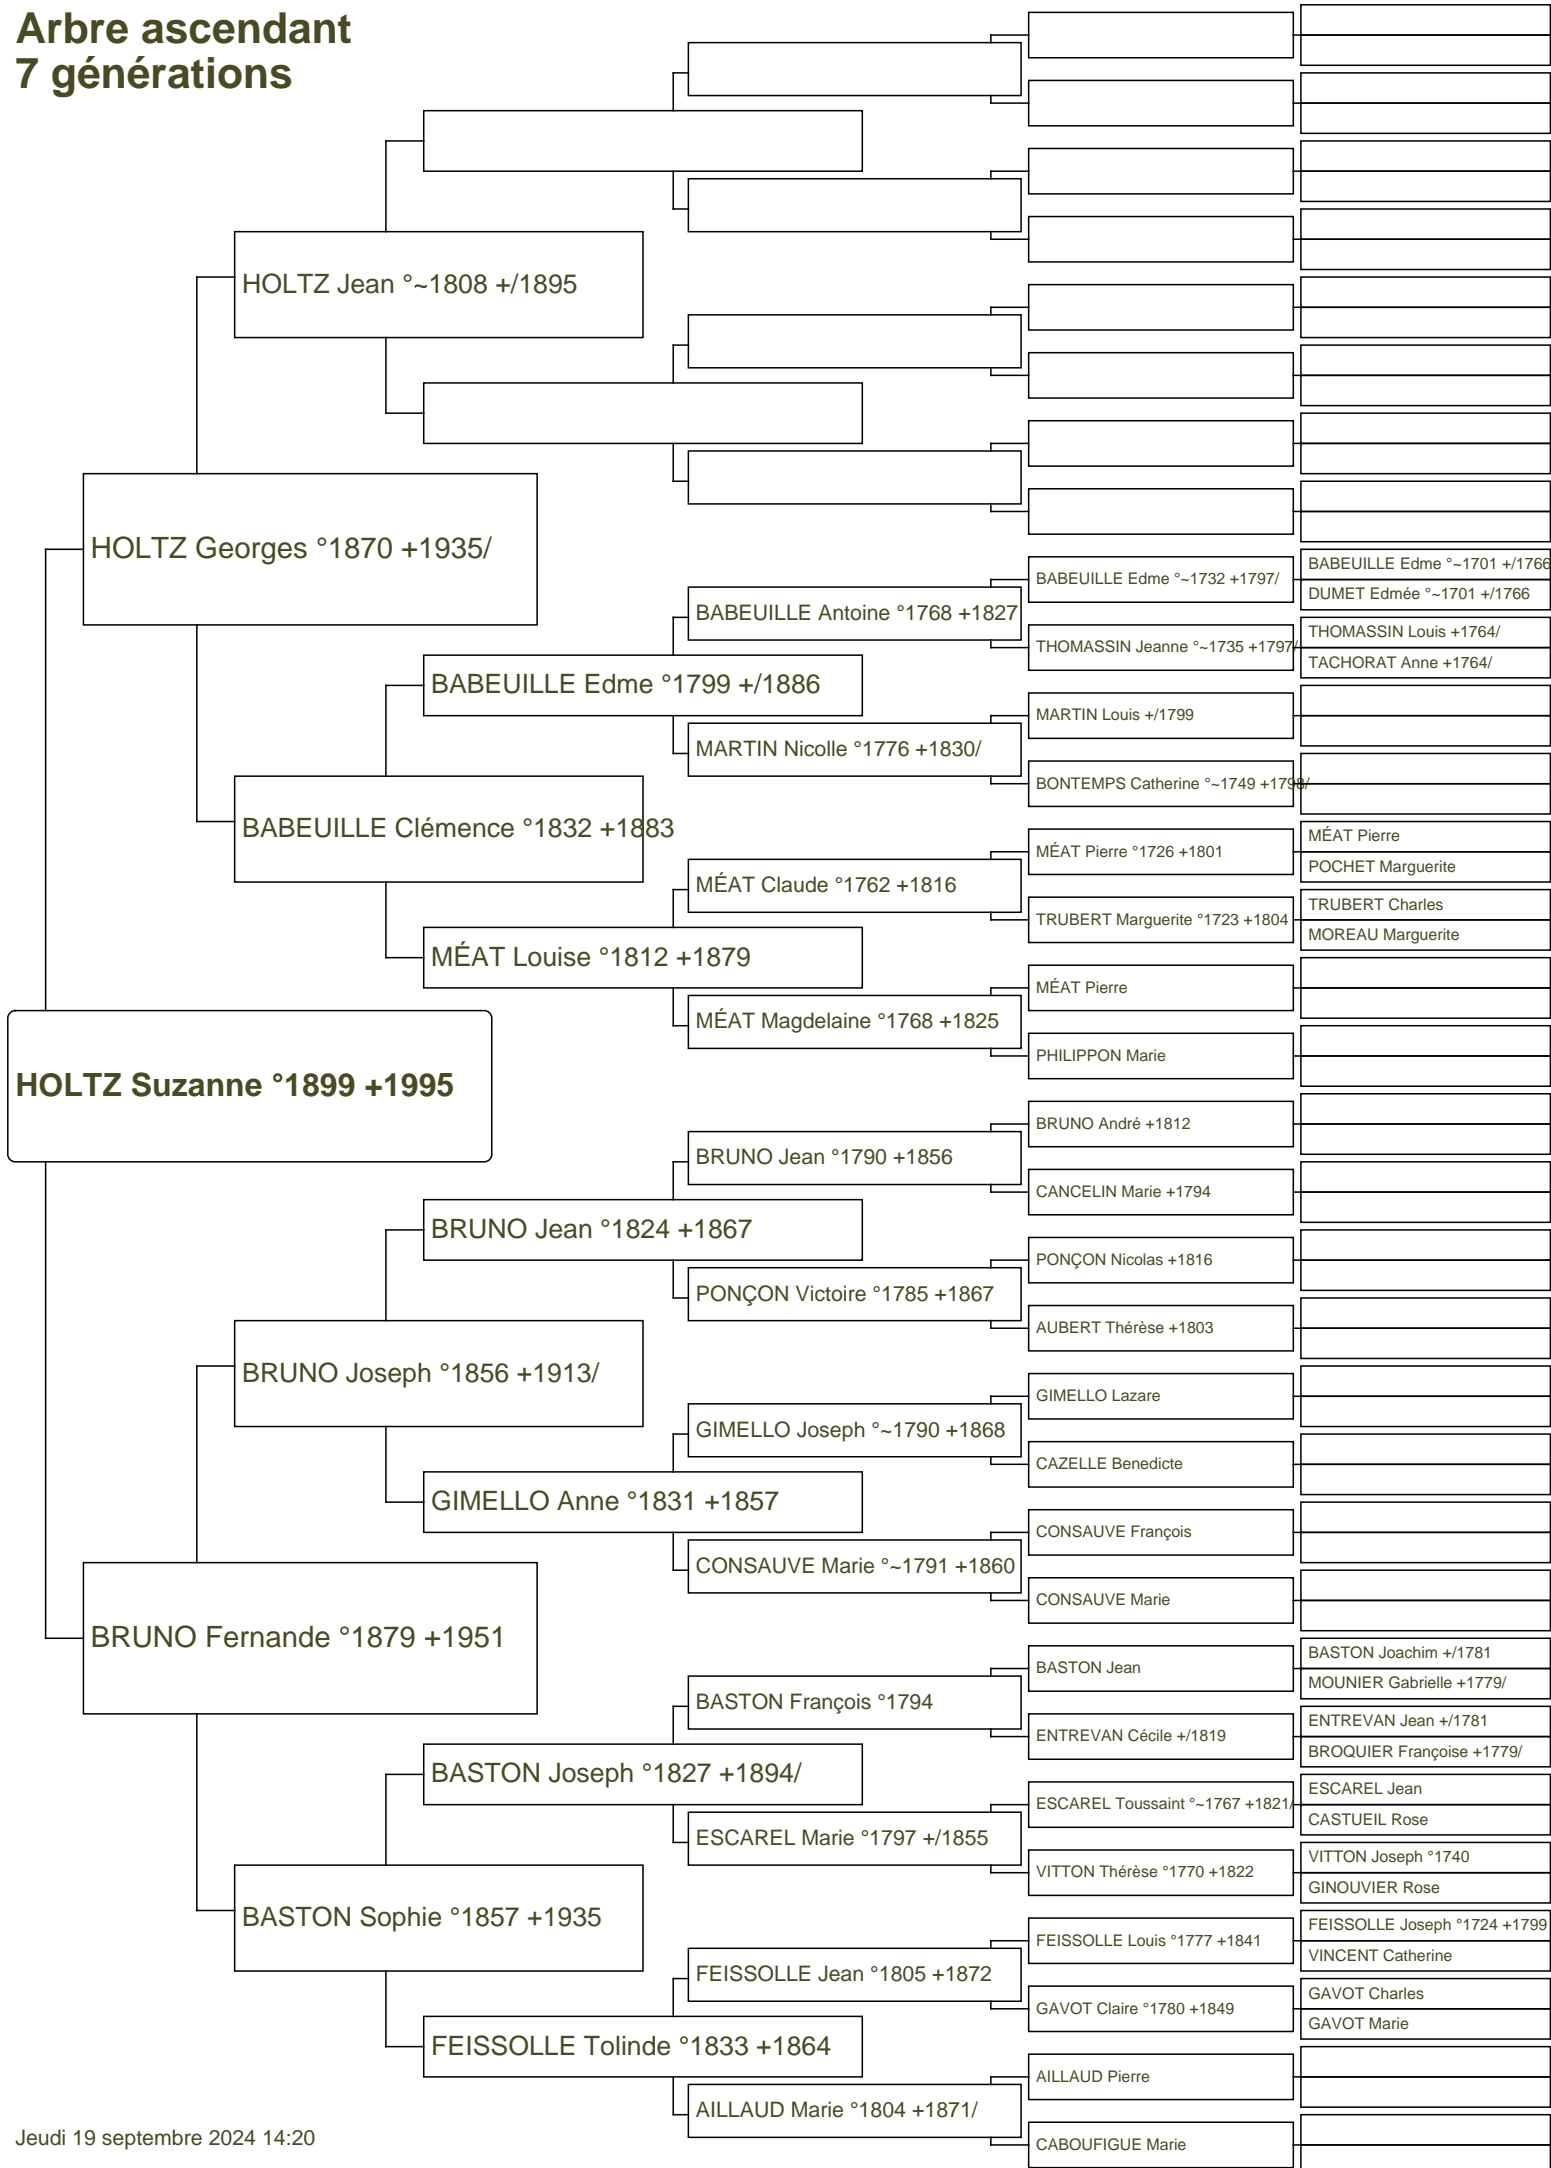 Arbre ascendant
7 générations
HOLTZ Jean °~1808 +/1895
HOLTZ Georges °1870 +1935/
BABEUILLE Edme °~1701 +/1766
BABEUILLE Edme °~1732 +1797/
DUMET Edmée °~1701 +/1766
BABEUILLE Antoine °1768 +1827
THOMASSIN Louis +1764/
THOMASSIN Jeanne °~1735 +1797/
TACHORAT Anne +1764/
BABEUILLE Edme °1799 +/1886
MARTIN Louis +/1799
MARTIN Nicolle °1776 +1830/
BONTEMPS Catherine °~1749 +1798/
BABEUILLE Clémence °1832 +1883
MÉAT Pierre
MÉAT Pierre °1726 +1801
POCHET Marguerite
MÉAT Claude °1762 +1816
TRUBERT Charles
TRUBERT Marguerite °1723 +1804
MOREAU Marguerite
MÉAT Louise °1812 +1879
MÉAT Pierre
MÉAT Magdelaine °1768 +1825
PHILIPPON Marie
HOLTZ Suzanne °1899 +1995
BRUNO André +1812
BRUNO Jean °1790 +1856
CANCELIN Marie +1794
BRUNO Jean °1824 +1867
PONÇON Nicolas +1816
PONÇON Victoire °1785 +1867
AUBERT Thérèse +1803
BRUNO Joseph °1856 +1913/
GIMELLO Lazare
GIMELLO Joseph °~1790 +1868
CAZELLE Benedicte
GIMELLO Anne °1831 +1857
CONSAUVE François
CONSAUVE Marie °~1791 +1860
CONSAUVE Marie
BRUNO Fernande °1879 +1951
BASTON Joachim +/1781
BASTON Jean
MOUNIER Gabrielle +1779/
BASTON François °1794
ENTREVAN Jean +/1781
ENTREVAN Cécile +/1819
BROQUIER Françoise +1779/
BASTON Joseph °1827 +1894/
ESCAREL Jean
ESCAREL Toussaint °~1767 +1821/
CASTUEIL Rose
ESCAREL Marie °1797 +/1855
VITTON Joseph °1740
VITTON Thérèse °1770 +1822
GINOUVIER Rose
BASTON Sophie °1857 +1935
FEISSOLLE Joseph °1724 +1799
FEISSOLLE Louis °1777 +1841
VINCENT Catherine
FEISSOLLE Jean °1805 +1872
GAVOT Charles
GAVOT Claire °1780 +1849
GAVOT Marie
FEISSOLLE Tolinde °1833 +1864
AILLAUD Pierre
AILLAUD Marie °1804 +1871/
CABOUFIGUE Marie
Jeudi 19 septembre 2024 14:20